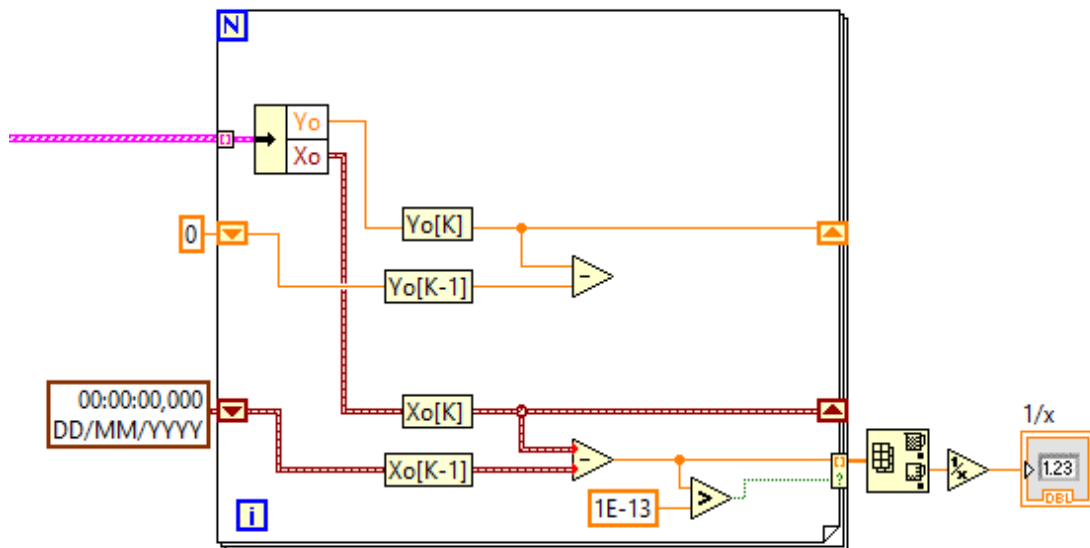 N
Yo
Xo
Yo[K]
0
Yo[K-1]
-
00:00:00,000
DD/MM/YYYY
Xo[K]
1/x
Xo[K-1]
-
1/x
1.23
DBL
1E-13
>
?
i